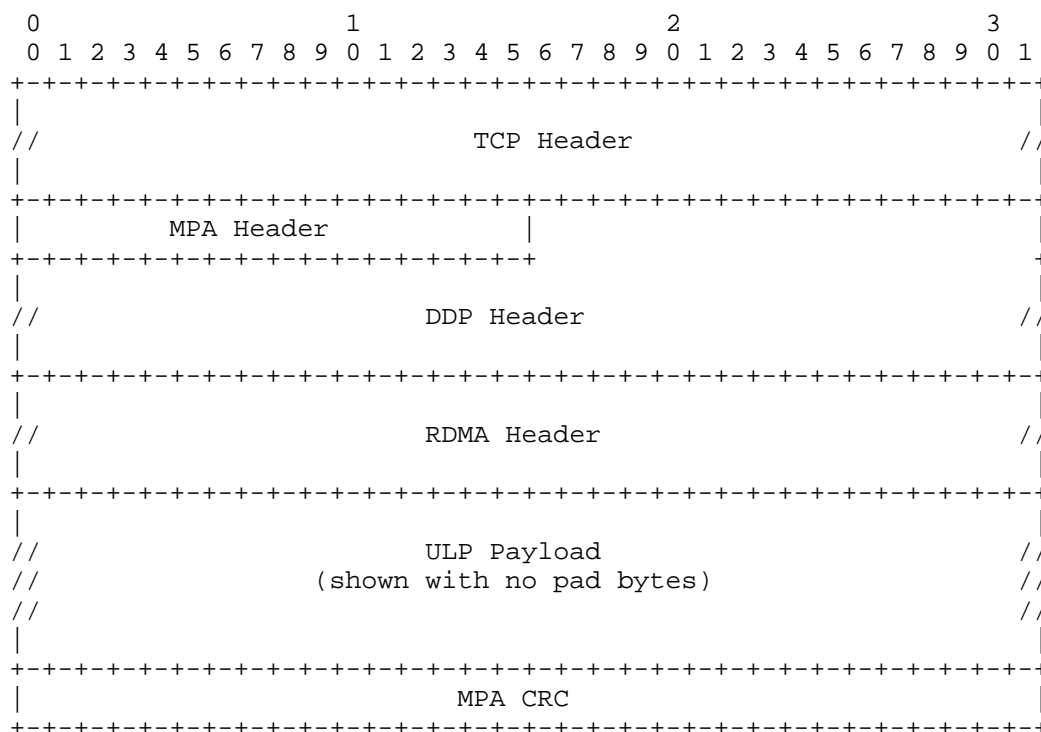 0                   1                   2                   3
 0 1 2 3 4 5 6 7 8 9 0 1 2 3 4 5 6 7 8 9 0 1 2 3 4 5 6 7 8 9 0 1
+-+-+-+-+-+-+-+-+-+-+-+-+-+-+-+-+-+-+-+-+-+-+-+-+-+-+-+-+-+-+-+-+
|                                                               |
//                           TCP Header                        //
|                                                               |
+-+-+-+-+-+-+-+-+-+-+-+-+-+-+-+-+-+-+-+-+-+-+-+-+-+-+-+-+-+-+-+-+
|         MPA Header            |                               |
+-+-+-+-+-+-+-+-+-+-+-+-+-+-+-+-+                               +
|                                                               |
//                        DDP Header                           //
|                                                               |
+-+-+-+-+-+-+-+-+-+-+-+-+-+-+-+-+-+-+-+-+-+-+-+-+-+-+-+-+-+-+-+-+
|                                                               |
//                        RDMA Header                          //
|                                                               |
+-+-+-+-+-+-+-+-+-+-+-+-+-+-+-+-+-+-+-+-+-+-+-+-+-+-+-+-+-+-+-+-+
|                                                               |
//                        ULP Payload                          //
//                 (shown with no pad bytes)                   //
//                                                             //
|                                                               |
+-+-+-+-+-+-+-+-+-+-+-+-+-+-+-+-+-+-+-+-+-+-+-+-+-+-+-+-+-+-+-+-+
|                           MPA CRC                             |
+-+-+-+-+-+-+-+-+-+-+-+-+-+-+-+-+-+-+-+-+-+-+-+-+-+-+-+-+-+-+-+-+